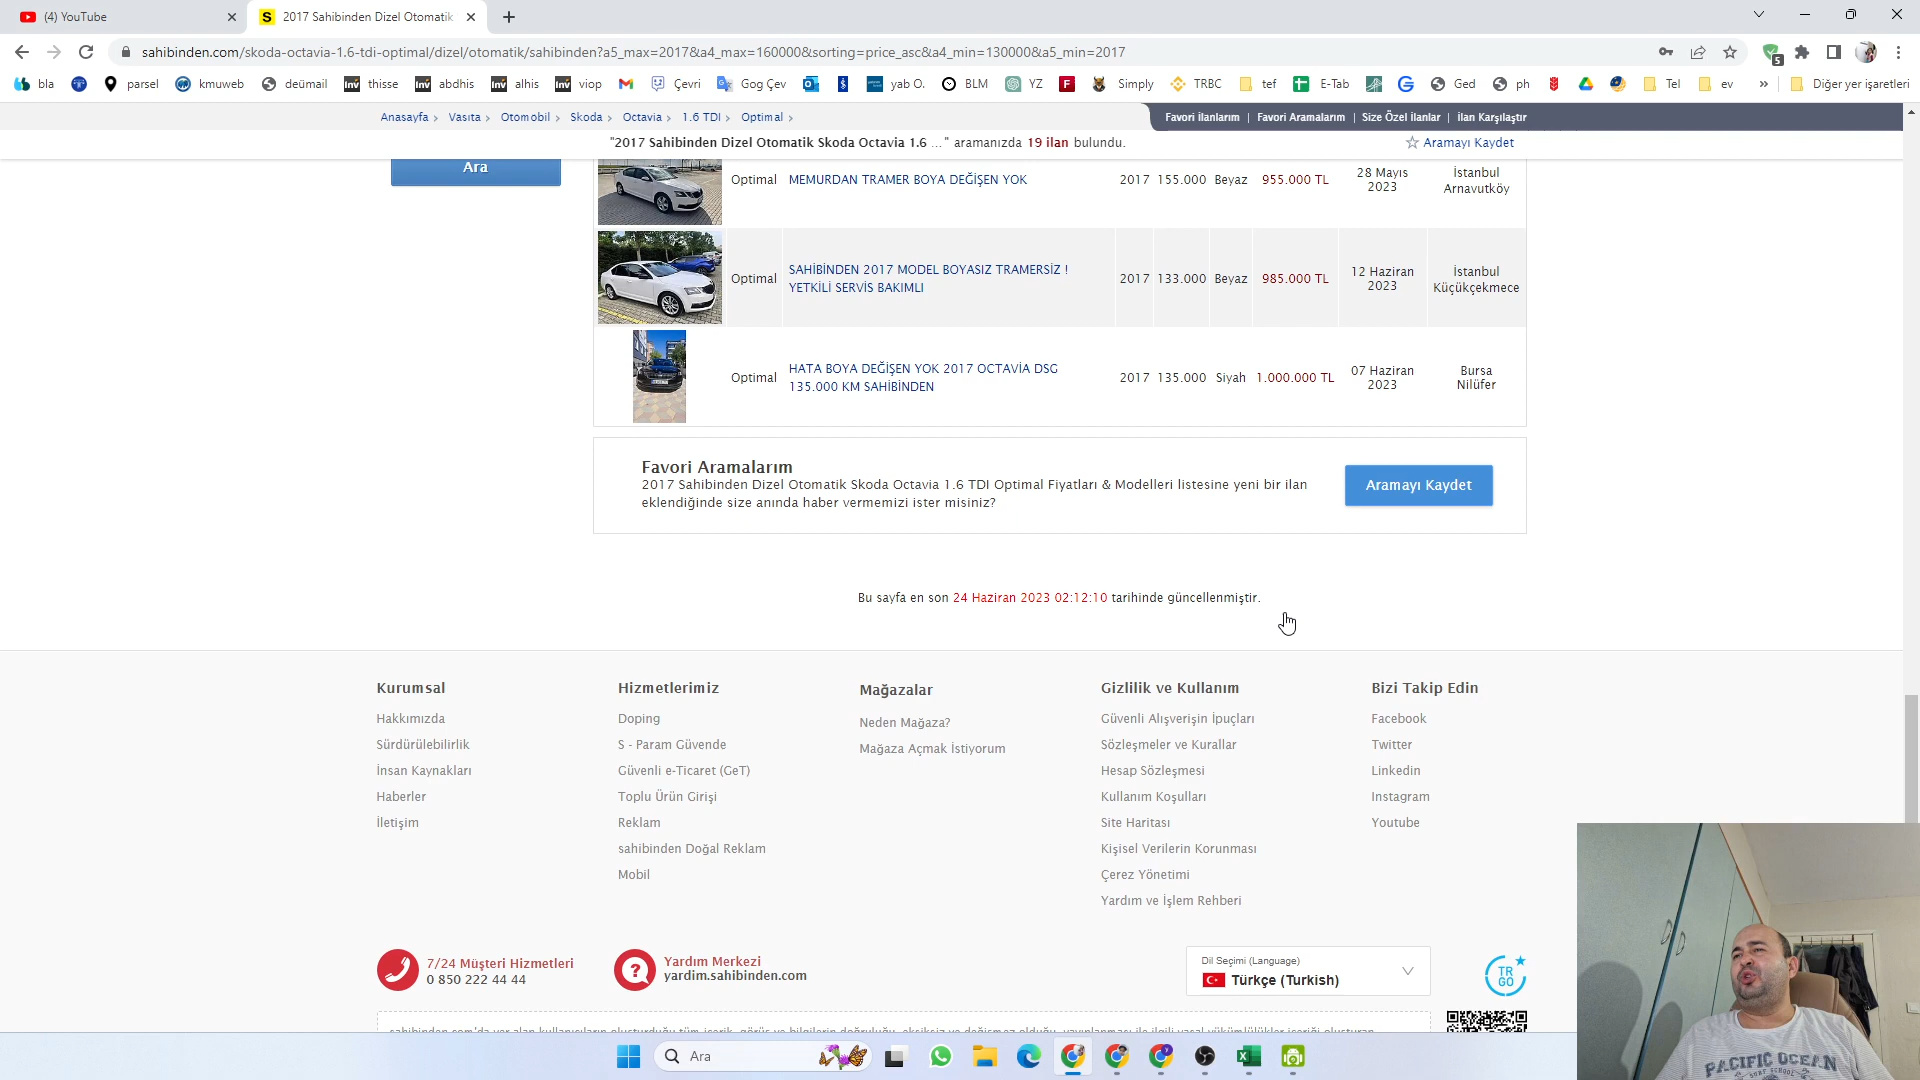 (4) YouTube
2017 Sahibinden Dizel Otomatik
sahibinden.com/skoda-octavia-1.6-tdi-optimal/dizel/otomatik/sahibinden?a5_max=2017&a4_max=160000&sorting=price_asc&a4_min=130000&a5_min=2017
5
bla parsel kmuweb deümail thisse abdhis alhis viop Çevri Gog Çev yab O. BLM YZ Simply TRBC tef E-Tab Ged ph Tel ev » Diğer yer işaretleri
Anasayfa › Vasıta › Otomobil › Skoda › Octavia › 1.6 TDI › Optimal ›
Favori İlanlarım | Favori Aramalarım | Size Özel İlanlar | İlan Karşılaştır
"2017 Sahibinden Dizel Otomatik Skoda Octavia 1.6 ..." aramanızda 19 ilan bulundu.
Aramayı Kaydet
Ara
Optimal MEMURDAN TRAMER BOYA DEĞİŞEN YOK 2017 155.000 Beyaz 955.000 TL 28 Mayıs 2023 İstanbul Arnavutköy
Optimal SAHİBİNDEN 2017 MODEL BOYASIZ TRAMERSİZ ! YETKİLİ SERVİS BAKIMLI 2017 133.000 Beyaz 985.000 TL 12 Haziran 2023 İstanbul Küçükçekmece
Optimal HATA BOYA DEĞİŞEN YOK 2017 OCTAVİA DSG 135.000 KM SAHİBİNDEN 2017 135.000 Siyah 1.000.000 TL 07 Haziran 2023 Bursa Nilüfer
Favori Aramalarım
2017 Sahibinden Dizel Otomatik Skoda Octavia 1.6 TDI Optimal Fiyatları & Modelleri listesine yeni bir ilan
eklendiğinde size anında haber vermemizi ister misiniz?
Aramayı Kaydet
Bu sayfa en son 24 Haziran 2023 02:12:10 tarihinde güncellenmiştir.
Kurumsal
Hakkımızda
Sürdürülebilirlik
İnsan Kaynakları
Haberler
İletişim
Hizmetlerimiz
Doping
S - Param Güvende
Güvenli e-Ticaret (GeT)
Toplu Ürün Girişi
Reklam
sahibinden Doğal Reklam
Mobil
Mağazalar
Neden Mağaza?
Mağaza Açmak İstiyorum
Gizlilik ve Kullanım
Güvenli Alışverişin İpuçları
Sözleşmeler ve Kurallar
Hesap Sözleşmesi
Kullanım Koşulları
Site Haritası
Kişisel Verilerin Korunması
Çerez Yönetimi
Yardım ve İşlem Rehberi
Bizi Takip Edin
Facebook
Twitter
Linkedin
Instagram
Youtube
7/24 Müşteri Hizmetleri
0 850 222 44 44
Yardım Merkezi
yardim.sahibinden.com
Dil Seçimi (Language)
Türkçe (Turkish)
TR
GO
Ara
PACIFIC OCEAN
SURF SCHOOL